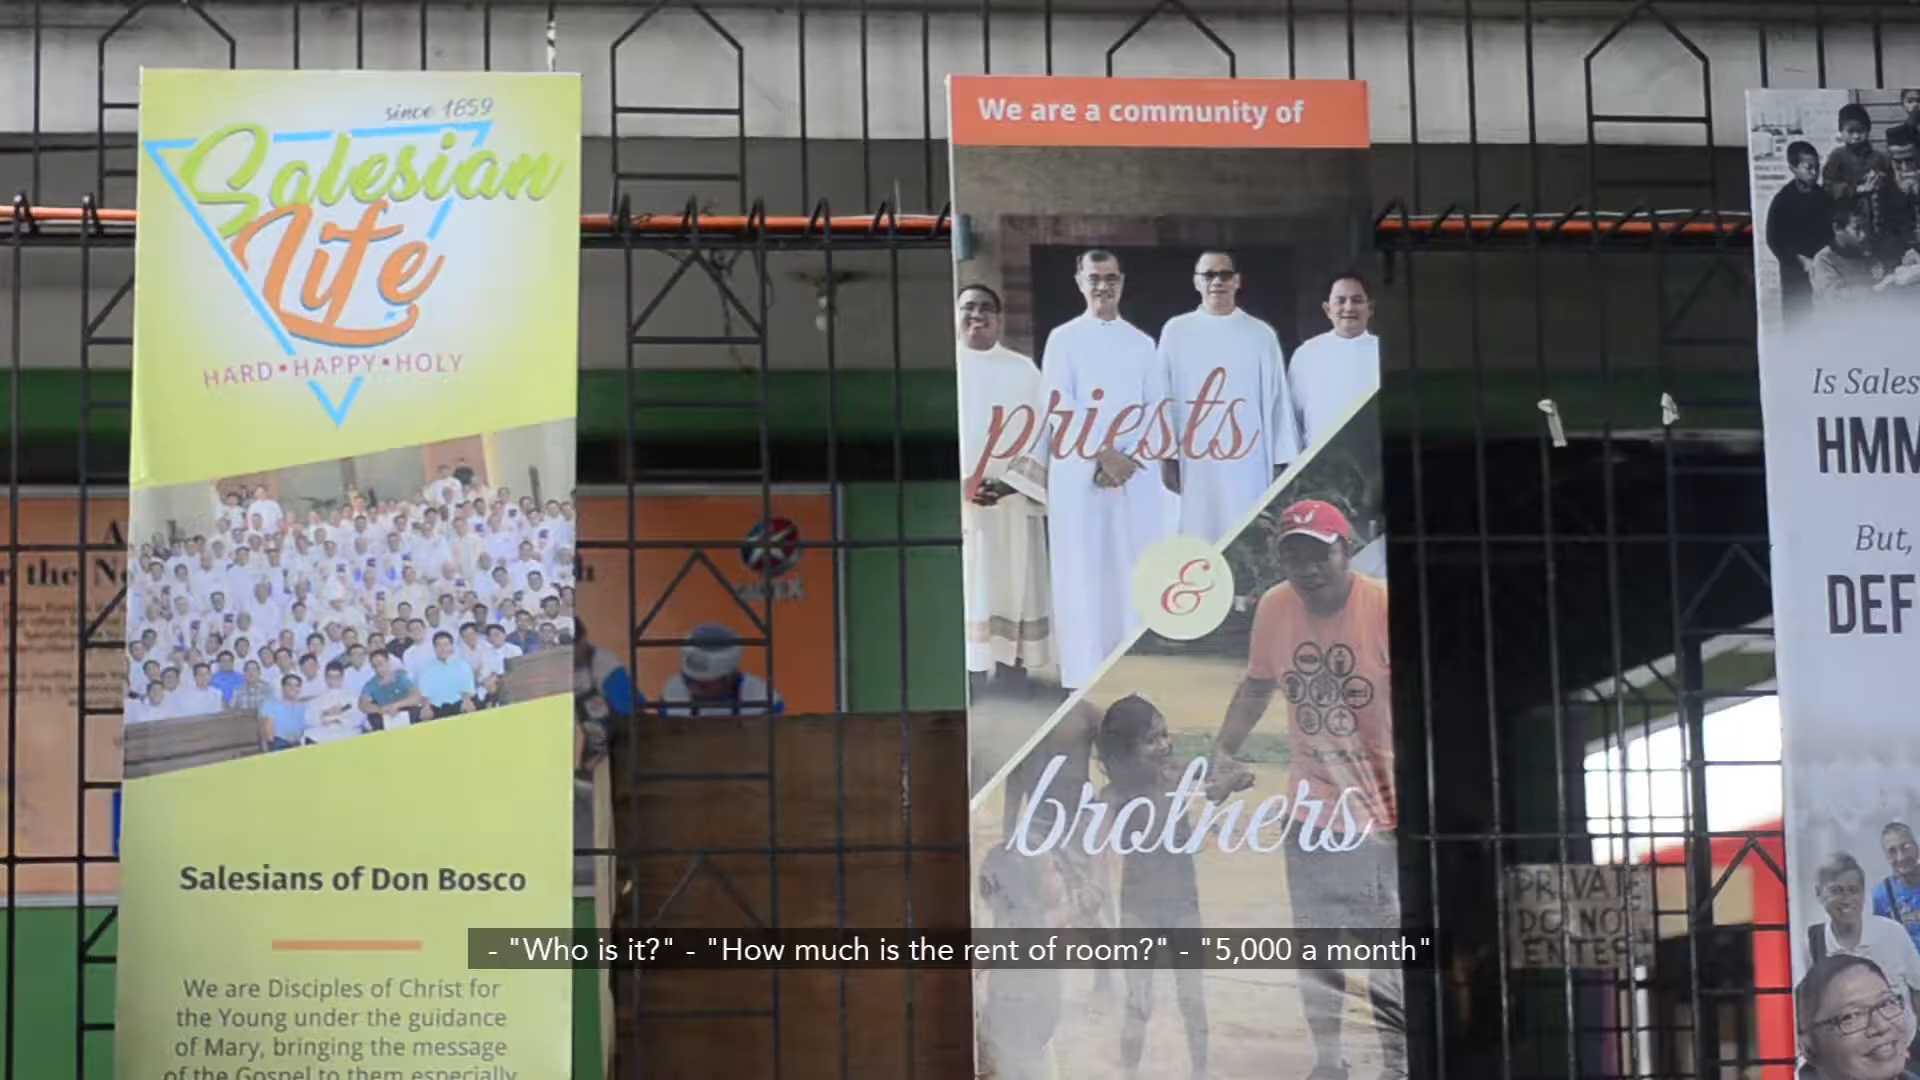 since 1859
Salesian
Life
HARD • HAPPY • HOLY
Salesians of Don Bosco
We are Disciples of Christ for
the Young under the guidance
of Mary, bringing the message
of the Gospel to them especially
We are a community of
priests
&
brothers
Is Sales
HMM
But,
DEF
r the N
PRIVATE
DO NOT
ENTER
- "Who is it?" - "How much is the rent of room?" - "5,000 a month"